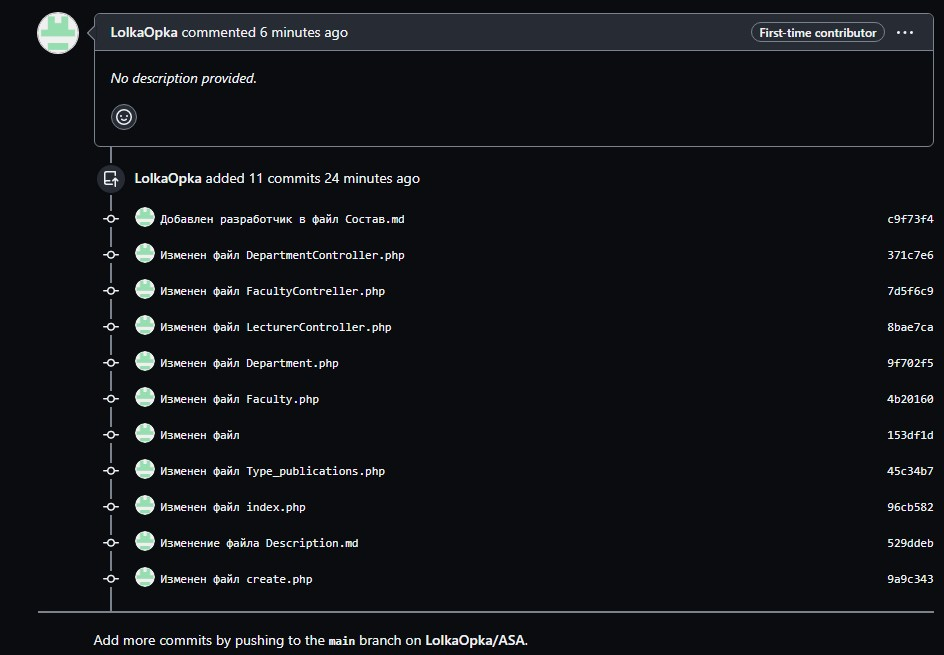 LolkaOpka commented 6 minutes ago First-time contributor ...
No description provided.
LolkaOpka added 11 commits 24 minutes ago
Добавлен разработчик в файл Состав.md c9f73f4
Изменен файл DepartmentController.php 371c7e6
Изменен файл FacultyContreller.php 7d5f6c9
Изменен файл LecturerController.php 8bae7ca
Изменен файл Department.php 9f702f5
Изменен файл Faculty.php 4b20160
Изменен файл 153df1d
Изменен файл Type_publications.php 45c34b7
Изменен файл index.php 96cb582
Изменение файла Description.md 529ddeb
Изменен файл create.php 9a9c343
Add more commits by pushing to the main branch on LolkaOpka/ASA.